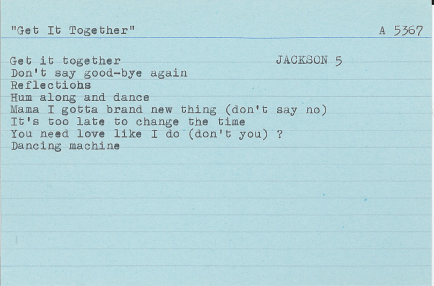 "Get It Together" A 5367
Get it together JACKSON 5
Don't say good-bye again
Reflections
Hum along and dance
Mama I gotta brand new thing (don't say no)
It's too late to change the time
You need love like I do (don't you) ?
Dancing machine